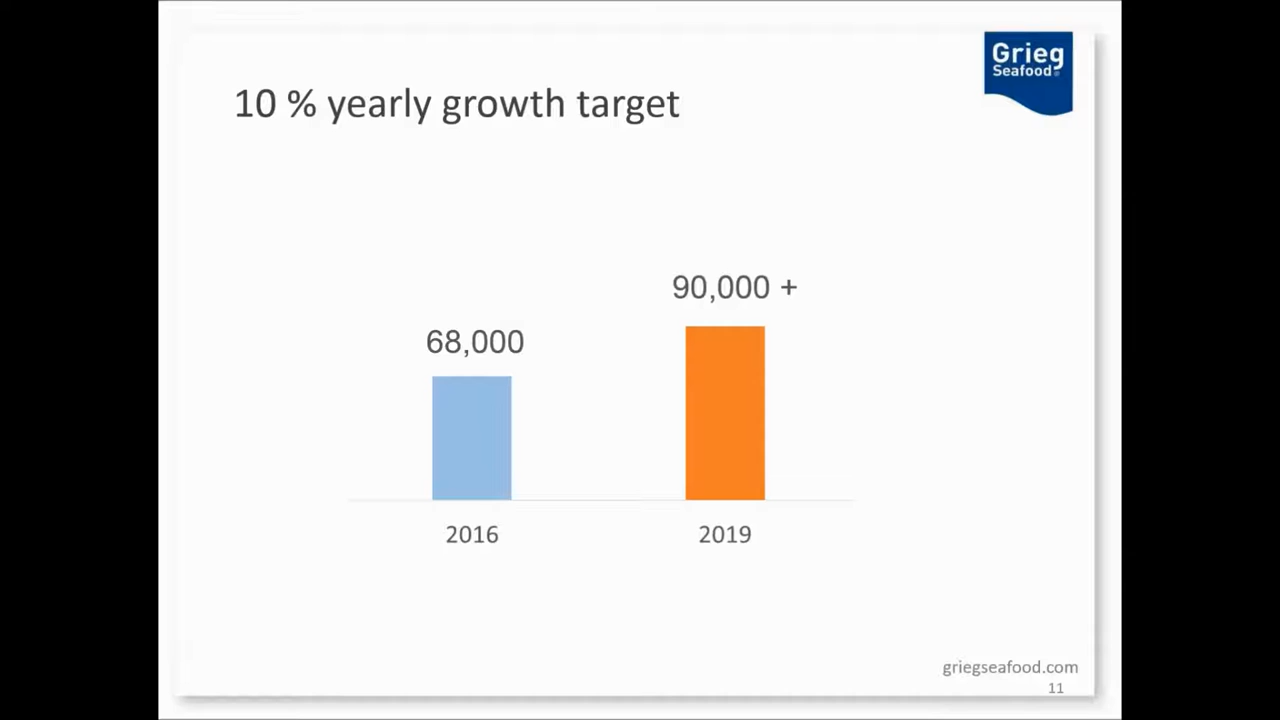 Grieg
Seafood®
10 % yearly growth target
90,000 +
68,000
2016
2019
griegseafood.com
11